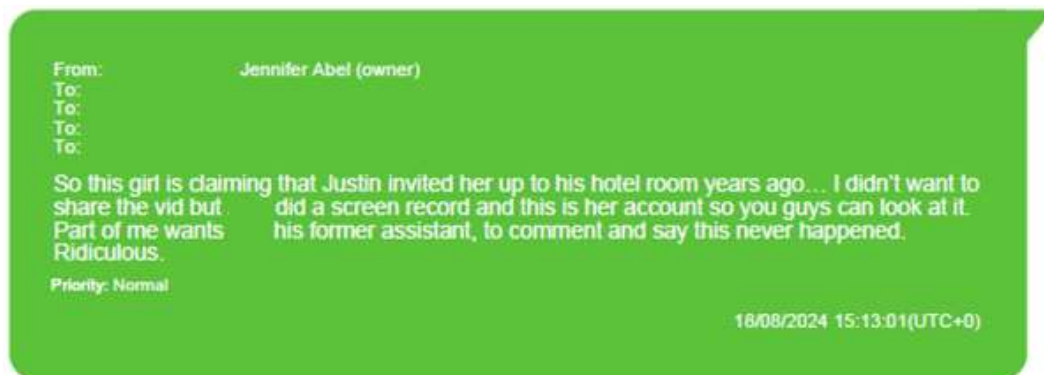 From: Jennifer Abel (owner)
To:
To:
To:
To:
So this girl is claiming that Justin invited her up to his hotel room years ago… I didn't want to
share the vid but did a screen record and this is her account so you guys can look at it.
Part of me wants his former assistant, to comment and say this never happened.
Ridiculous.
Priority: Normal
18/08/2024 15:13:01(UTC+0)